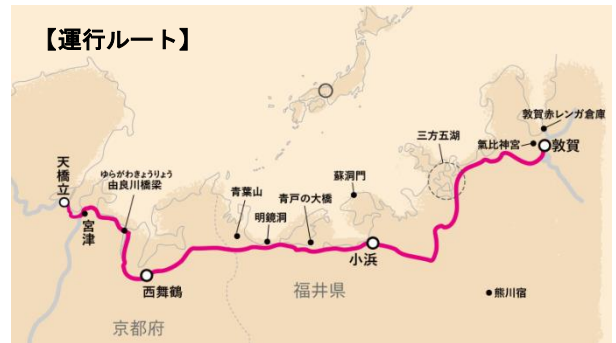 【運行ルート】
敦賀赤レンガ倉庫
氣比神宮
敦賀
三方五湖
天橋立
ゆらがわきょうりょう
由良川橋梁
宮津
青葉山
明鏡洞
青戸の大橋
蘇洞門
小浜
西舞鶴
福井県
熊川宿
京都府